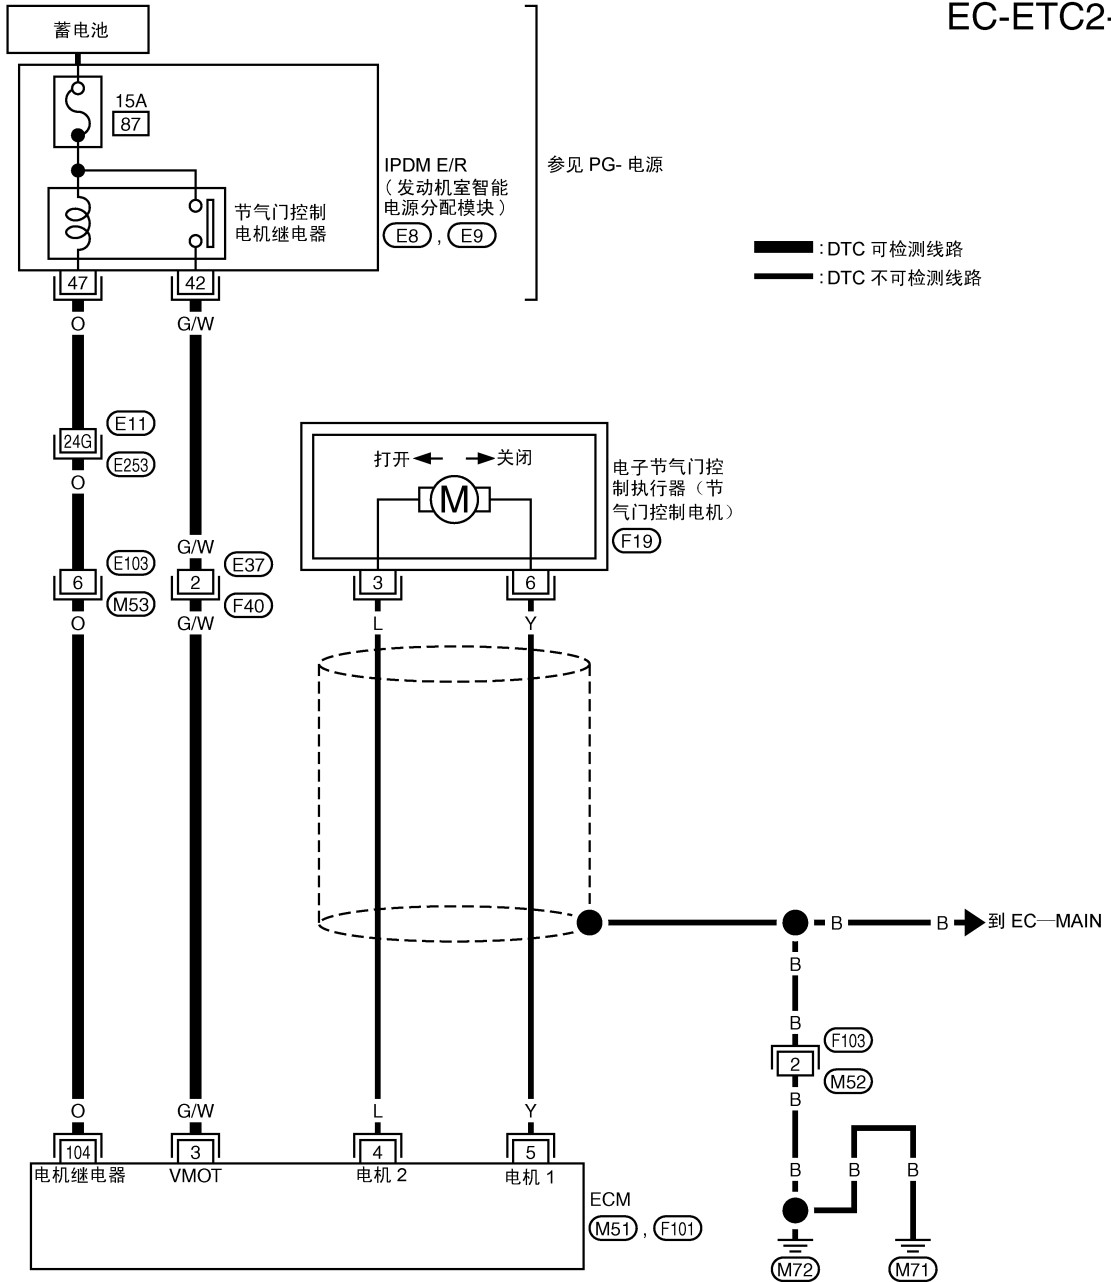 EC-ETC2-
蓄电池
15A
87
IPDM E/R
（发动机室智能
电源分配模块）
E8 , E9
参见 PG- 电源
节气门控制
电机继电器
: DTC 可检测线路
: DTC 不可检测线路
47
42
O
G/W
E11
24G
E253
O
G/W
E103
6
M53
O
E37
2
F40
G/W
打开
关闭
M
电子节气门控
制执行器（节
气门控制电机）
F19
3
6
L
Y
B
B
到 EC—MAIN
B
B
F103
2
M52
B
B
B
B
M72
M71
O
G/W
L
Y
104
3
4
5
电机继电器
VMOT
电机 2
电机 1
ECM
M51 , F101